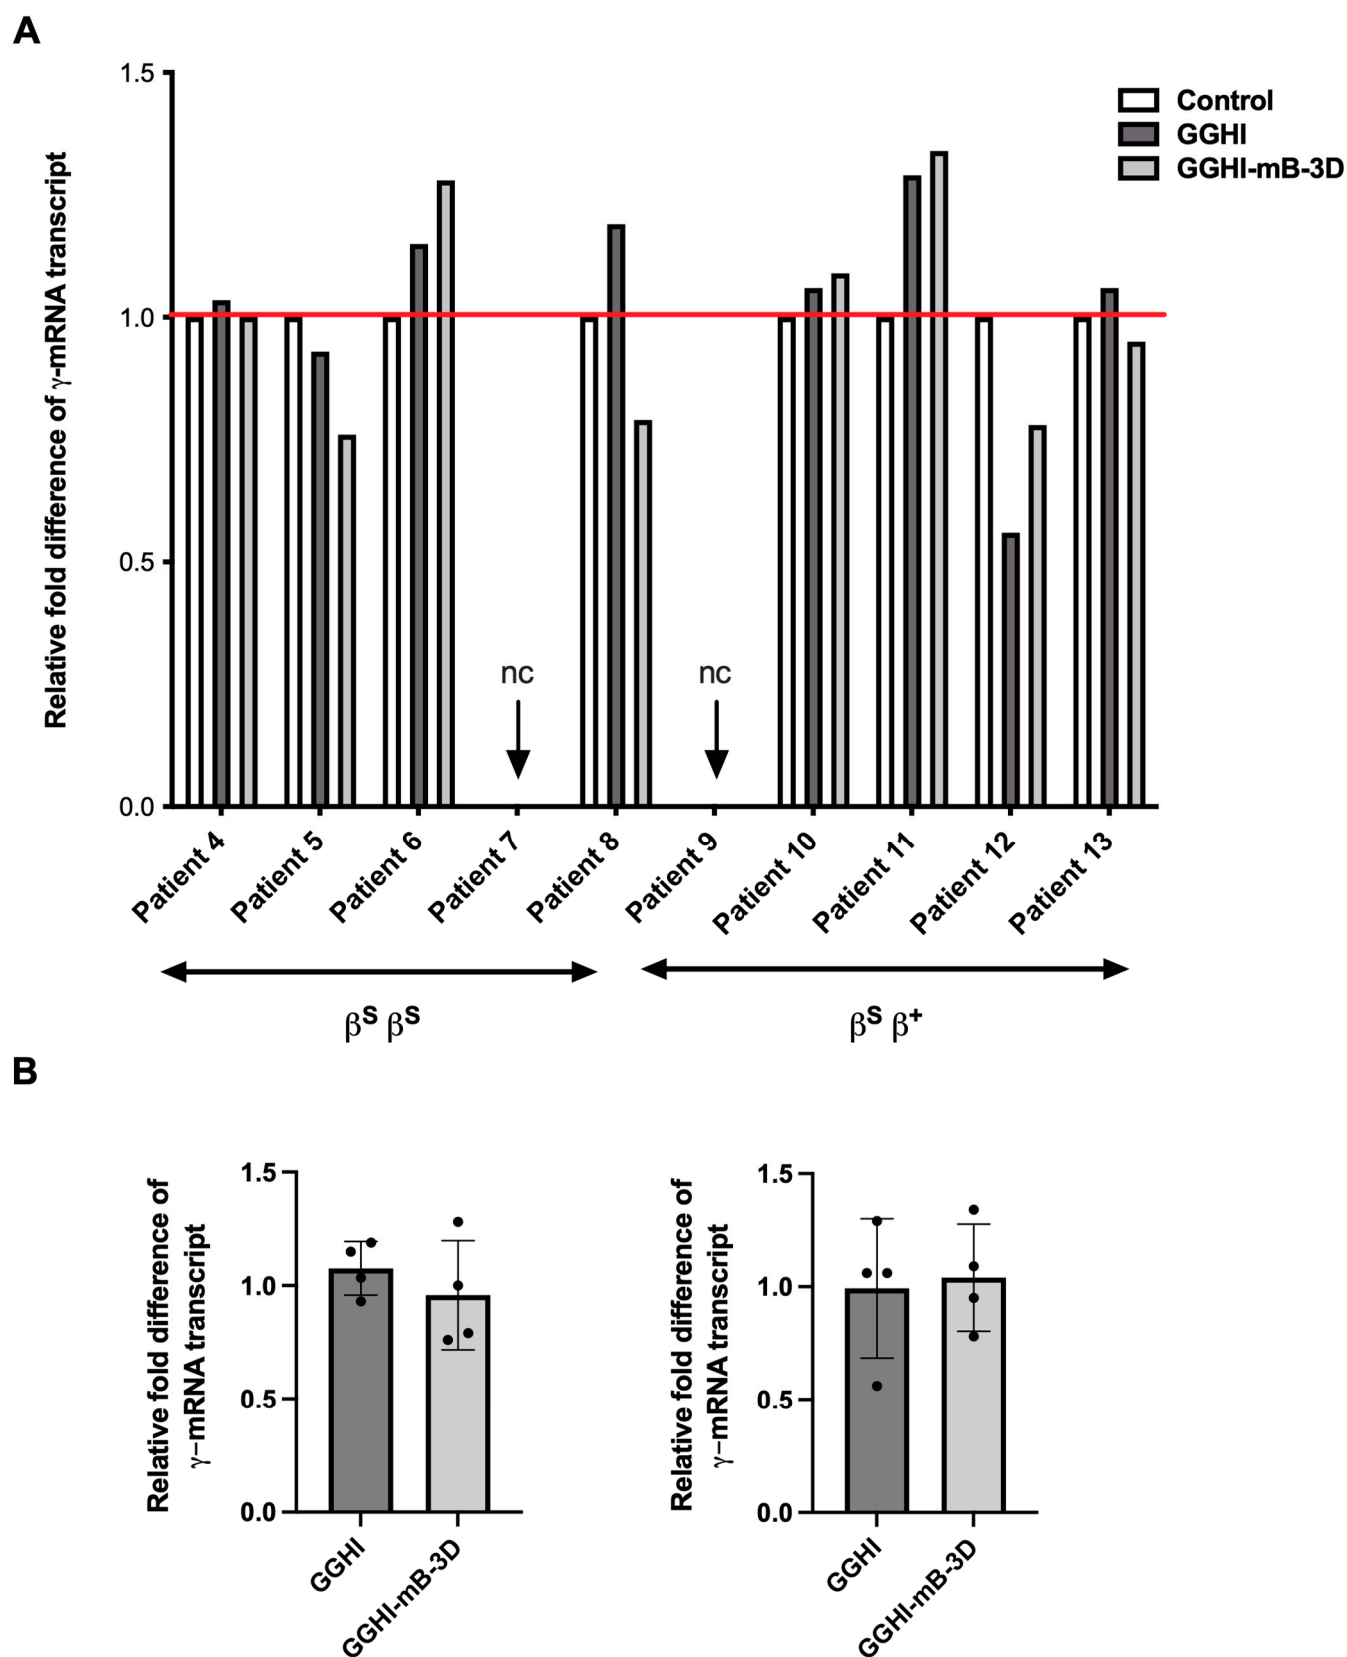 A
1.5
1.0
0.5
0.0
Relative fold difference of γ-mRNA transcript
Control
GGHI
GGHI-mB-3D
nc
nc
Patient 4
Patient 5
Patient 6
Patient 7
Patient 8
Patient 9
Patient 10
Patient 11
Patient 12
Patient 13
βS βS
βS β+
B
Relative fold difference of
γ−mRNA transcript
1.5
1.0
0.5
0.0
GGHI
GGHI-mB-3D
Relative fold difference of
γ−mRNA transcript
1.5
1.0
0.5
0.0
GGHI
GGHI-mB-3D